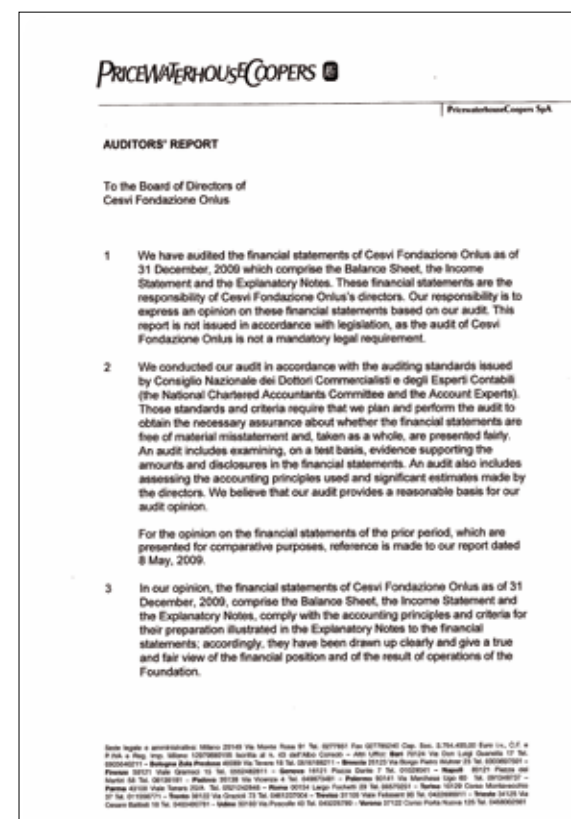 PRICEWATERHOUSECOOPERS
PricewaterhouseCoopers SpA
AUDITORS' REPORT
To the Board of Directors of
Cesvi Fondazione Onlus
1 We have audited the financial statements of Cesvi Fondazione Onlus as of
31 December, 2009 which comprise the Balance Sheet, the Income
Statement and the Explanatory Notes. These financial statements are the
responsibility of Cesvi Fondazione Onlus's directors. Our responsibility is to
express an opinion on these financial statements based on our audit. This
report is not issued in accordance with legislation, as the audit of Cesvi
Fondazione Onlus is not a mandatory legal requirement.
2 We conducted our audit in accordance with the auditing standards issued
by Consiglio Nazionale dei Dottori Commercialisti e degli Esperti Contabili
(the National Chartered Accountants Committee and the Account Experts).
Those standards and criteria require that we plan and perform the audit to
obtain the necessary assurance about whether the financial statements are
free of material misstatement and, taken as a whole, are presented fairly.
An audit includes examining, on a test basis, evidence supporting the
amounts and disclosures in the financial statements. An audit also includes
assessing the accounting principles used and significant estimates made by
the directors. We believe that our audit provides a reasonable basis for our
audit opinion.
For the opinion on the financial statements of the prior period, which are
presented for comparative purposes, reference is made to our report dated
8 May, 2009.
3 In our opinion, the financial statements of Cesvi Fondazione Onlus as of 31
December, 2009, comprise the Balance Sheet, the Income Statement and
the Explanatory Notes, comply with the accounting principles and criteria for
their preparation illustrated in the Explanatory Notes to the financial
statements; accordingly, they have been drawn up clearly and give a true
and fair view of the financial position and of the result of operations of the
Foundation.